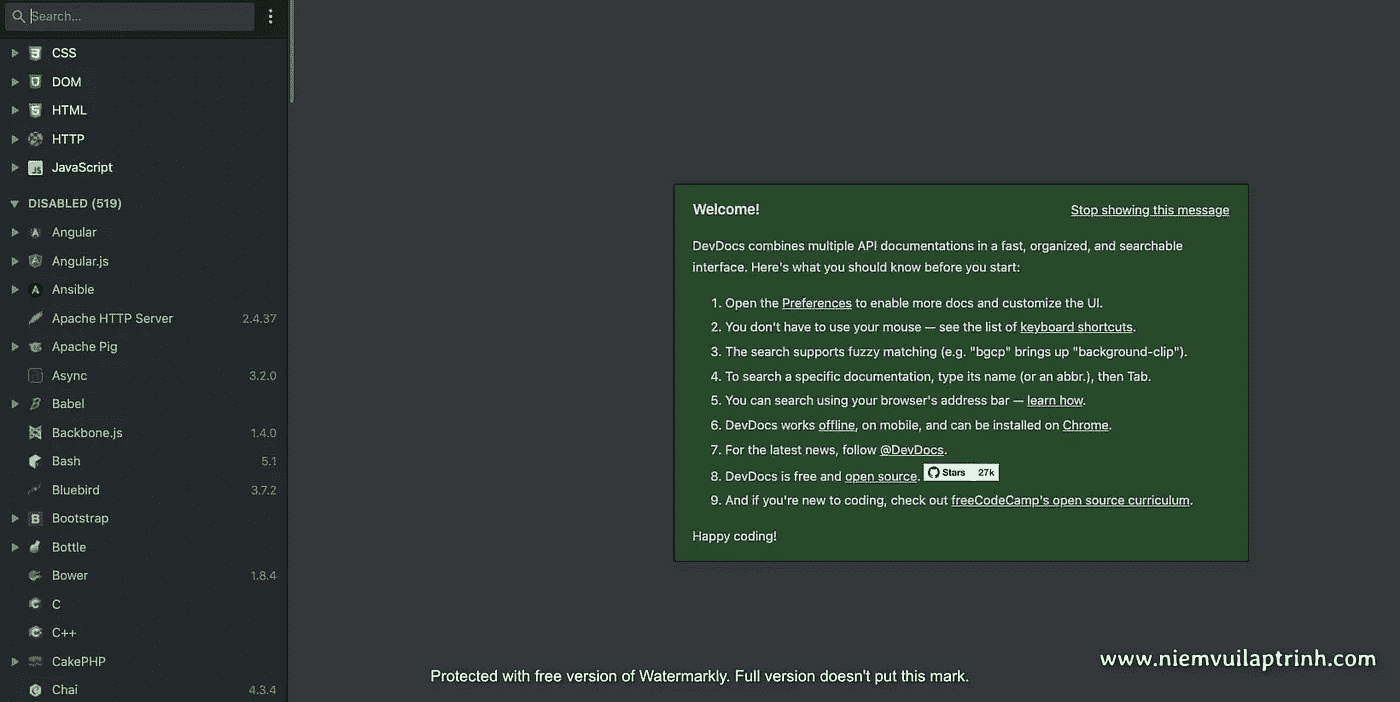 Search...
CSS
DOM
HTML
HTTP
JavaScript
DISABLED (519)
Angular
Angular.js
Ansible
Apache HTTP Server 2.4.37
Apache Pig
Async 3.2.0
Babel
Backbone.js 1.4.0
Bash 5.1
Bluebird 3.7.2
Bootstrap
Bottle
Bower 1.8.4
C
C++
CakePHP
Chai 4.3.4
Welcome! Stop showing this message
DevDocs combines multiple API documentations in a fast, organized, and searchable
interface. Here's what you should know before you start:
1. Open the Preferences to enable more docs and customize the UI.
2. You don't have to use your mouse — see the list of keyboard shortcuts.
3. The search supports fuzzy matching (e.g. "bgcp" brings up "background-clip").
4. To search a specific documentation, type its name (or an abbr.), then Tab.
5. You can search using your browser's address bar — learn how.
6. DevDocs works offline, on mobile, and can be installed on Chrome.
7. For the latest news, follow @DevDocs.
8. DevDocs is free and open source. Stars 27k
9. And if you're new to coding, check out freeCodeCamp's open source curriculum.
Happy coding!
www.niemvuilaptrinh.com
Protected with free version of Watermarkly. Full version doesn't put this mark.